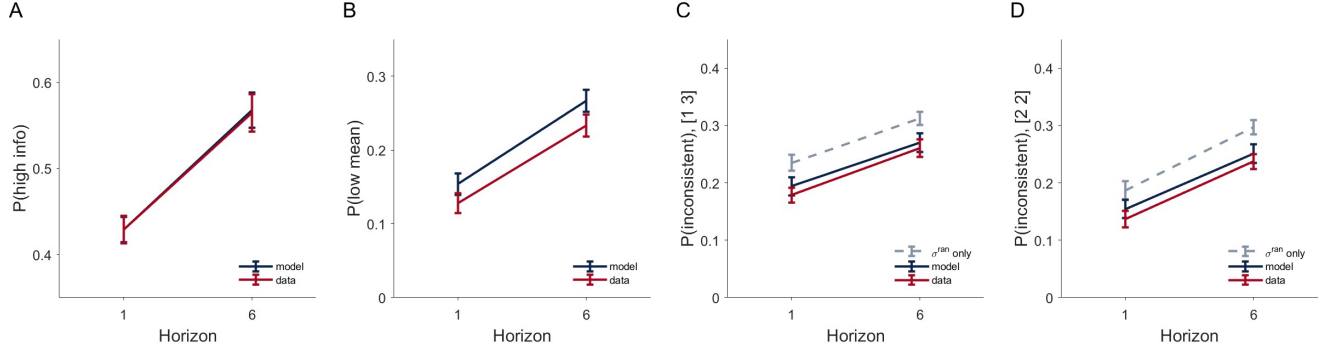 A
P(high info)
0.6
0.5
0.4
1
6
Horizon
model
data
B
P(low mean)
0.3
0.2
0.1
0
1
6
Horizon
model
data
C
P(inconsistent), [1 3]
0.4
0.3
0.2
0.1
0
1
6
Horizon
σ^ran only
model
data
D
P(inconsistent), [2 2]
0.4
0.3
0.2
0.1
0
1
6
Horizon
σ^ran only
model
data